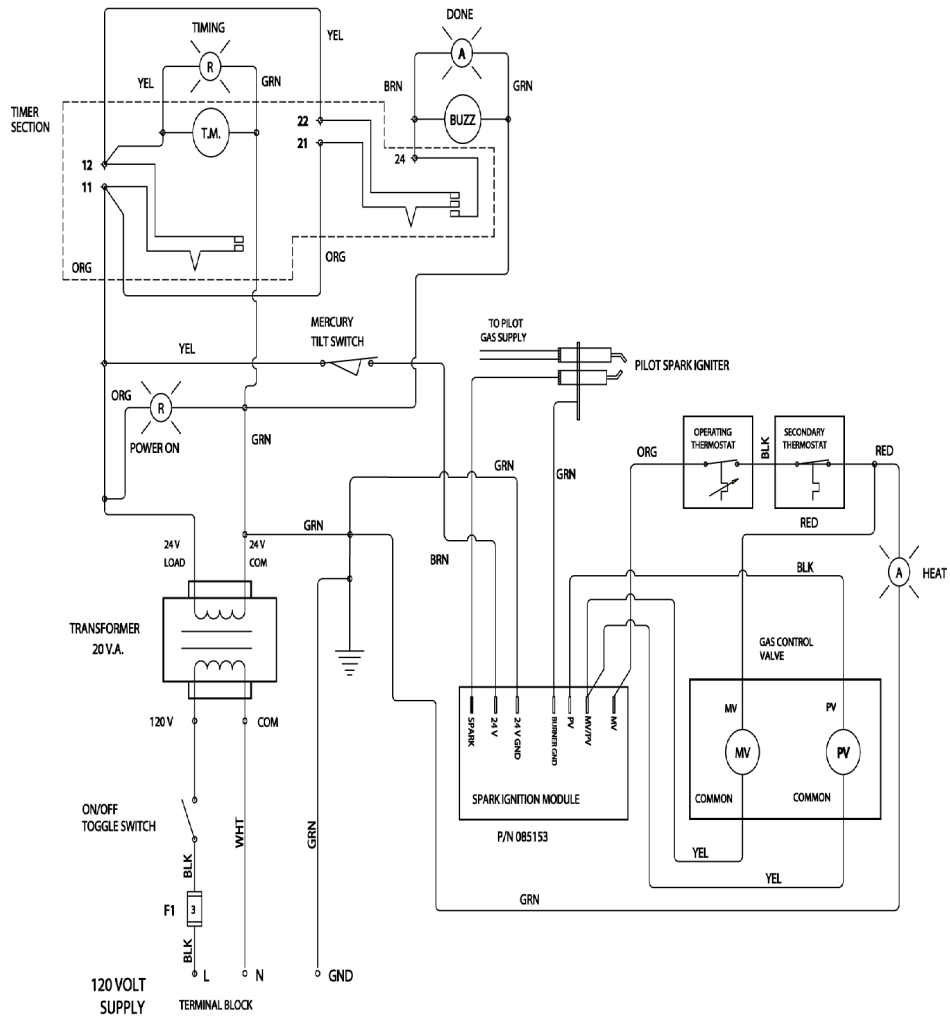 TIMING
DONE
YEL
R
A
YEL
GRN
BRN
GRN
TIMER
SECTION
T.M.
22
BUZZ
21
24
12
11
ORG
ORG
MERCURY
TILT SWITCH
TO PILOT
GAS SUPPLY
YEL
PILOT SPARK IGNITER
ORG
R
POWER ON
GRN
OPERATING
THERMOSTAT
BLK
SECONDARY
THERMOSTAT
ORG
RED
GRN
GRN
GRN
RED
24 V
LOAD
24 V
COM
BRN
BLK
A
HEAT
TRANSFORMER
20 V.A.
GAS CONTROL
VALVE
SPARK
24 V
24 V GND
BURNER GND
PV
MV/PV
MV
MV
PV
120 V
COM
MV
PV
SPARK IGNITION MODULE
COMMON
COMMON
P/N 085153
ON/OFF
TOGGLE SWITCH
WHT
GRN
YEL
YEL
BLK
GRN
F1
3
BLK
L
N
GND
120 VOLT
SUPPLY
TERMINAL BLOCK